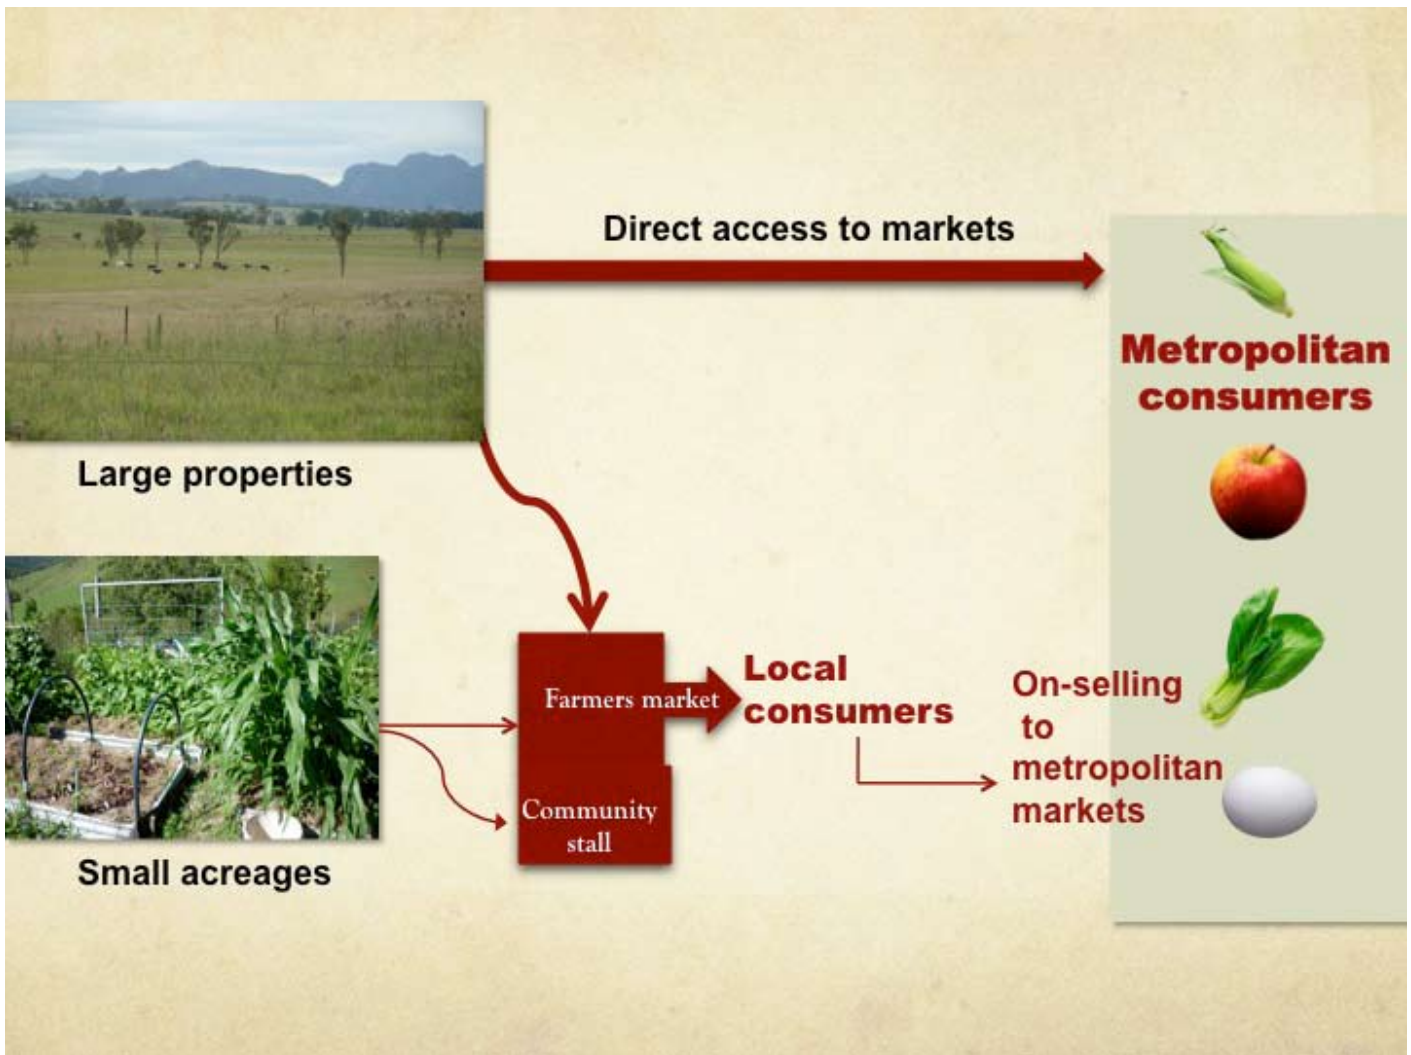 Direct access to markets
Metropolitan
consumers
Large properties
Farmers market
Local
consumers
On-selling
to
metropolitan
markets
Community
stall
Small acreages